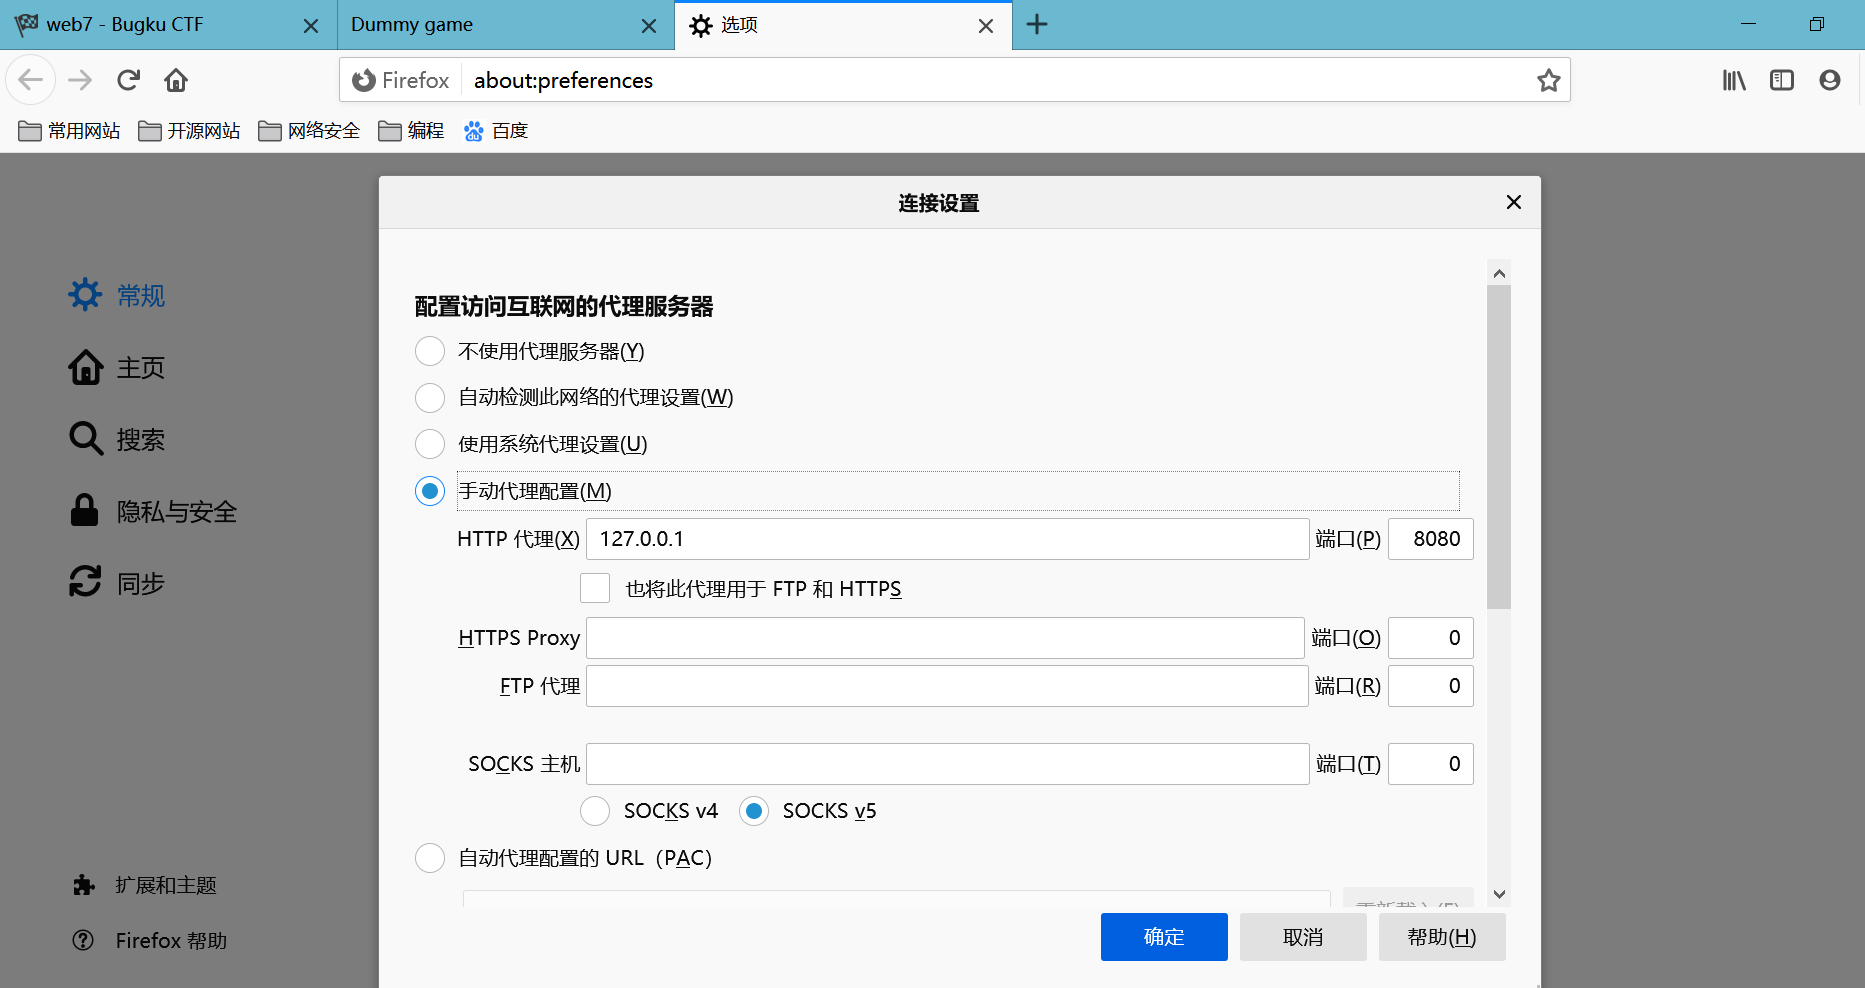 web7 - Bugku CTF
Dummy game
选项
Firefox
about:preferences
常用网站
开源网站
网络安全
编程
百度
连接设置
常规
主页
搜索
隐私与安全
同步
扩展和主题
Firefox 帮助
配置访问互联网的代理服务器
不使用代理服务器(Y)
自动检测此网络的代理设置(W)
使用系统代理设置(U)
手动代理配置(M)
HTTP 代理(X) 127.0.0.1 端口(P) 8080
也将此代理用于 FTP 和 HTTPS
HTTPS Proxy 端口(O) 0
FTP 代理 端口(R) 0
SOCKS 主机 端口(T) 0
SOCKS v4 SOCKS v5
自动代理配置的 URL（PAC）
确定 取消 帮助(H)